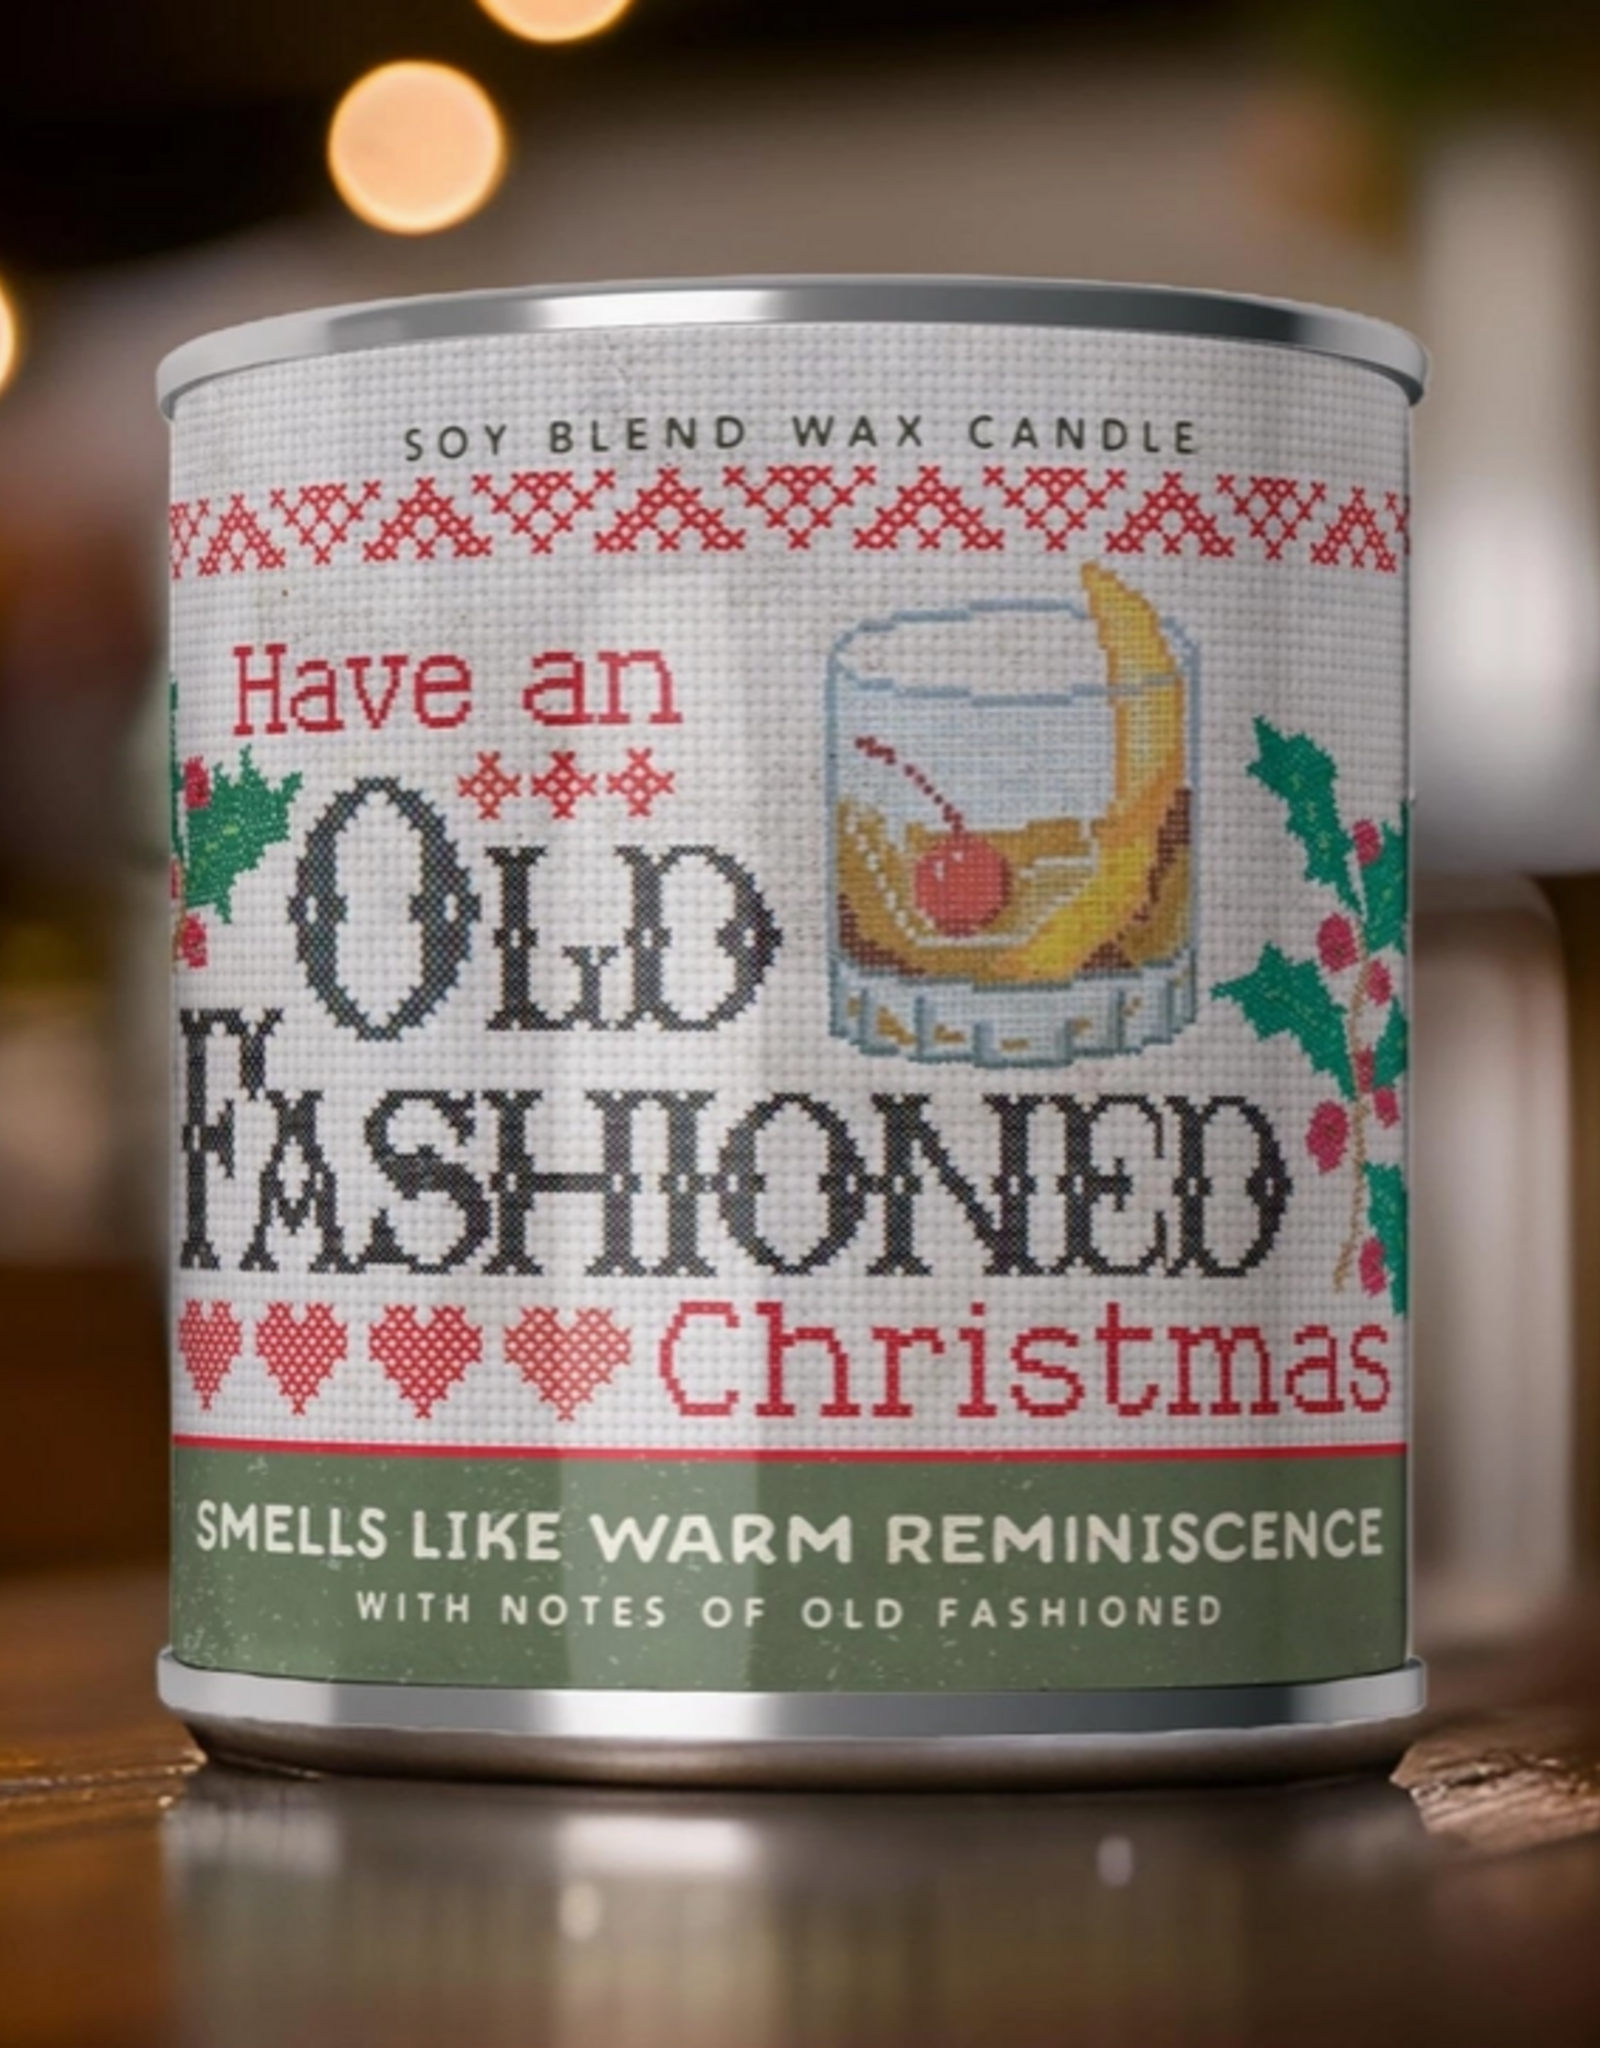 SOY BLEND WAX CANDLE
Have an
OLD
FASHIONED
Christmas
SMELLS LIKE WARM REMINISCENCE
WITH NOTES OF OLD FASHIONED